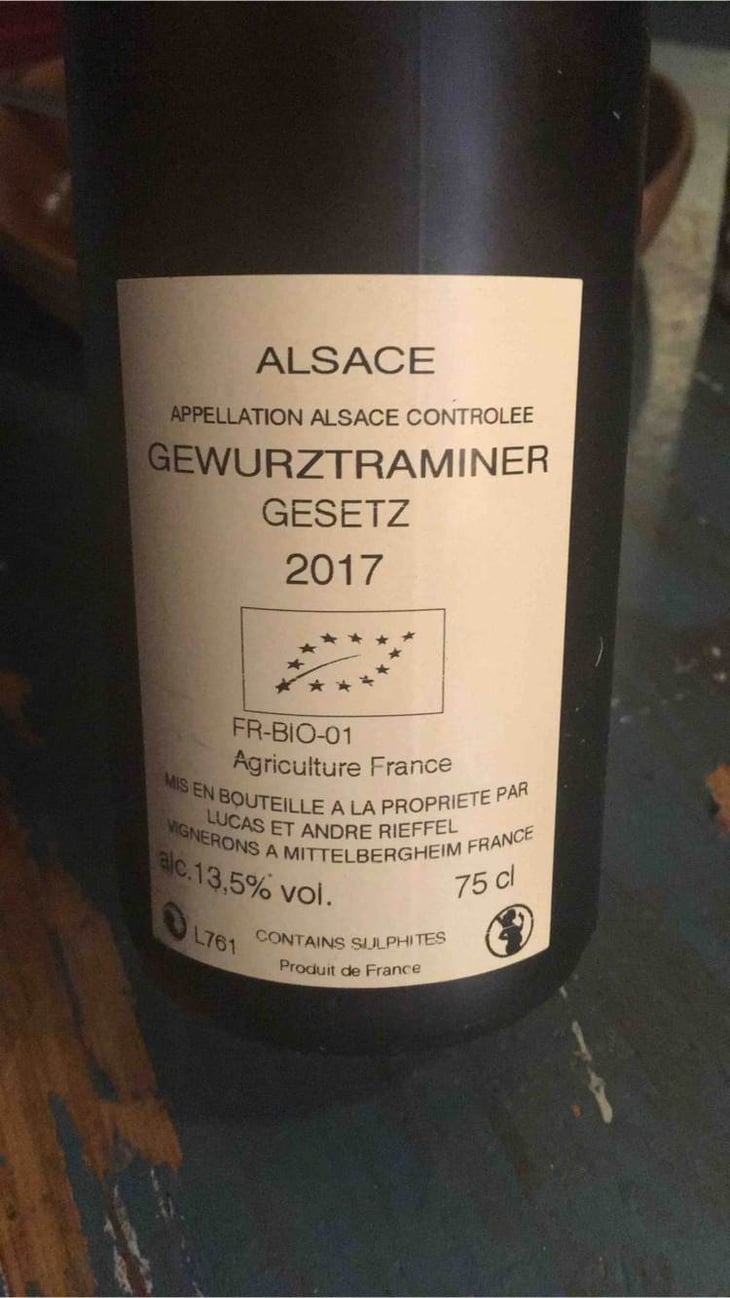 ALSACE
APPELLATION ALSACE CONTROLEE
GEWURZTRAMINER
GESETZ
2017
FR-BIO-01
Agriculture France
MIS EN BOUTEILLE A LA PROPRIETE PAR
LUCAS ET ANDRE RIEFFEL
VIGNERONS A MITTELBERGHEIM FRANCE
alc.13,5% vol.
75 cl
L761
CONTAINS SULPHITES
Produit de France